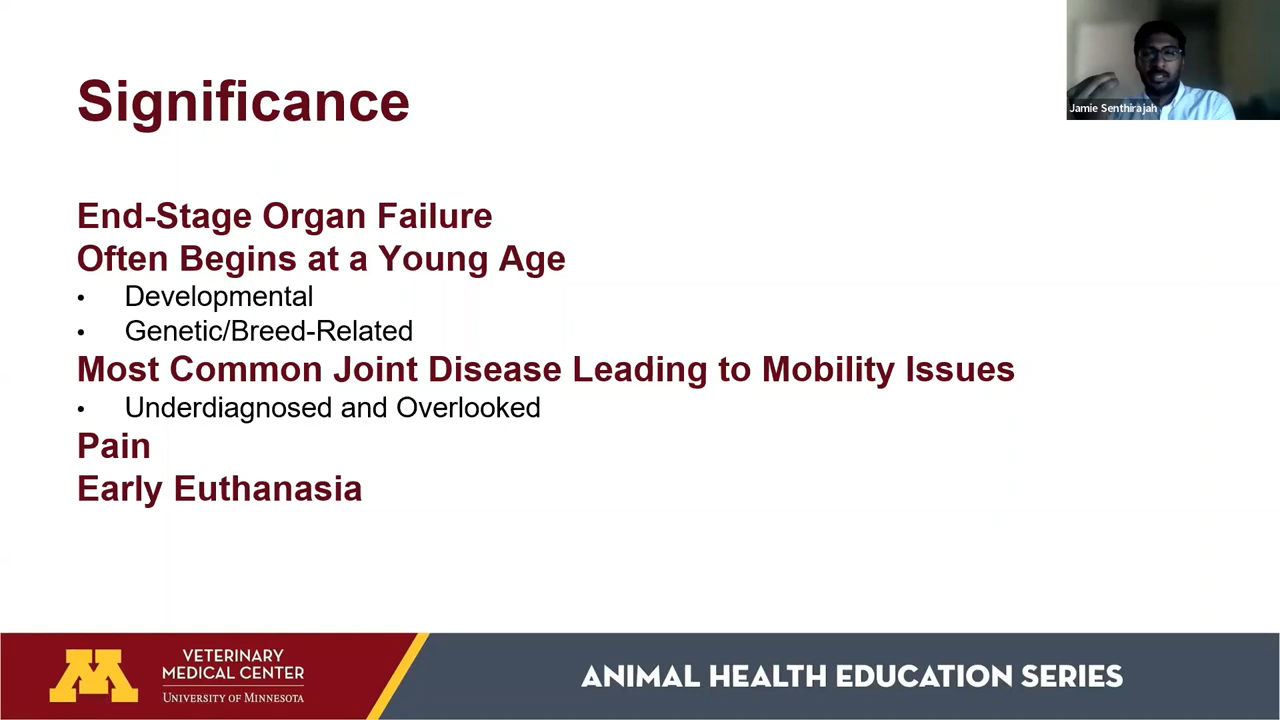 Significance
Jamie Senthirajah
End-Stage Organ Failure
Often Begins at a Young Age
• Developmental
• Genetic/Breed-Related
Most Common Joint Disease Leading to Mobility Issues
• Underdiagnosed and Overlooked
Pain
Early Euthanasia
M
VETERINARY
MEDICAL CENTER
UNIVERSITY OF MINNESOTA
ANIMAL HEALTH EDUCATION SERIES